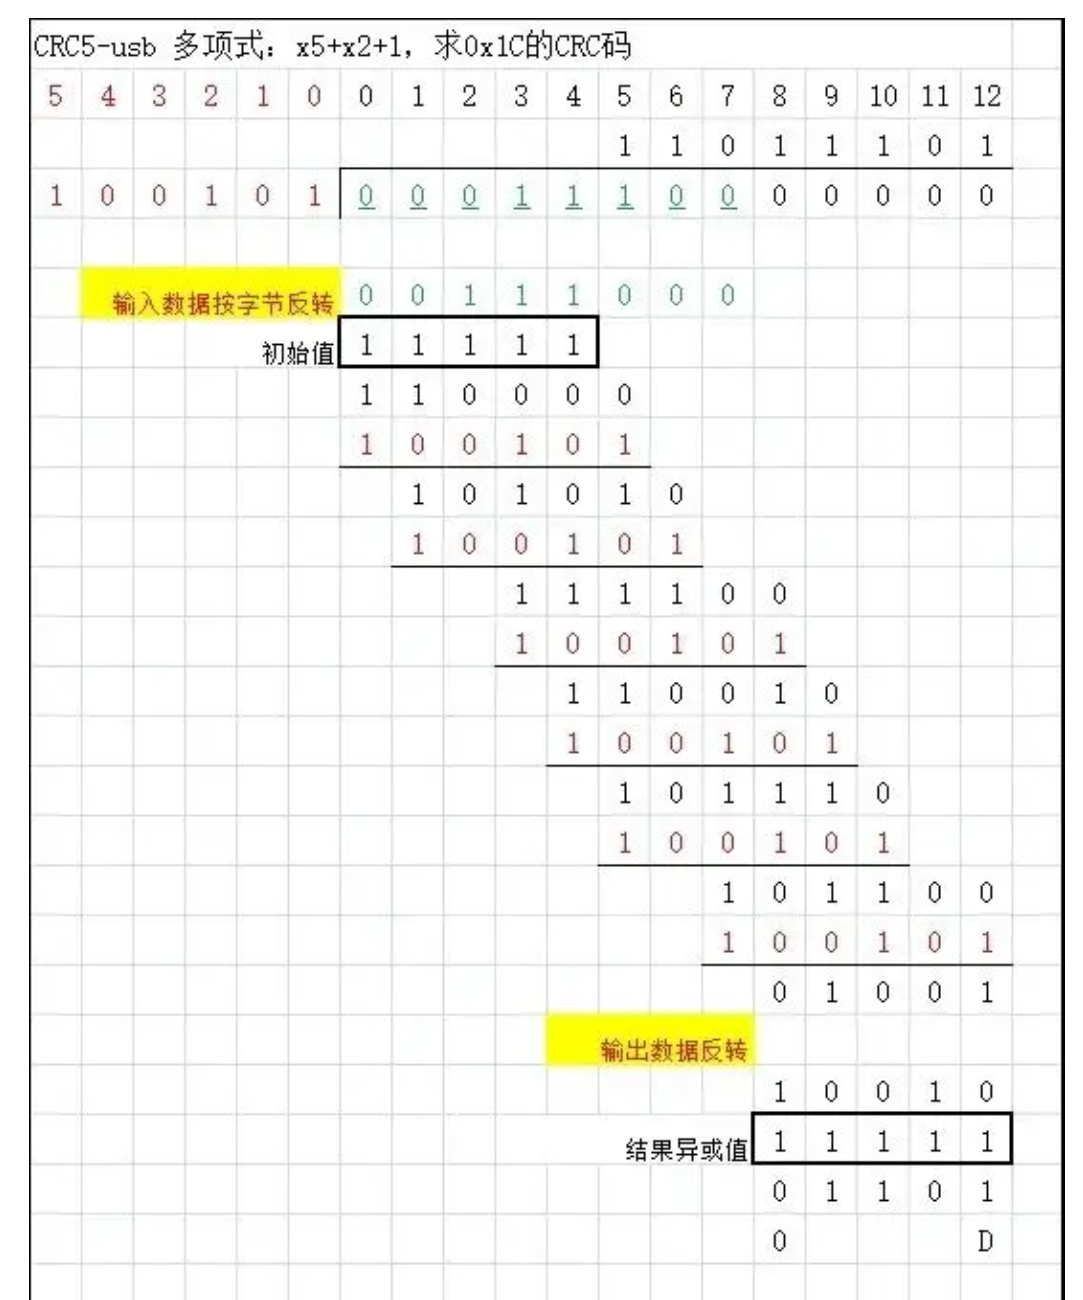 CRC5-usb 多项式：x5+x2+1，求0x1C的CRC码
5 4 3 2 1 0 0 1 2 3 4 5 6 7 8 9 10 11 12
1 1 0 1 1 1 0 1
1 0 0 1 0 1 0 0 0 1 1 1 0 0 0 0 0 0 0
输入数据按字节反转 0 0 1 1 1 0 0 0
初始值 1 1 1 1 1
1 1 0 0 0 0
1 0 0 1 0 1
1 0 1 0 1 0
1 0 0 1 0 1
1 1 1 1 0 0
1 0 0 1 0 1
1 1 0 0 1 0
1 0 0 1 0 1
1 0 1 1 1 0
1 0 0 1 0 1
1 0 1 1 0 0
1 0 0 1 0 1
0 1 0 0 1
输出数据反转
1 0 0 1 0
结果异或值 1 1 1 1 1
0 1 1 0 1
0 D